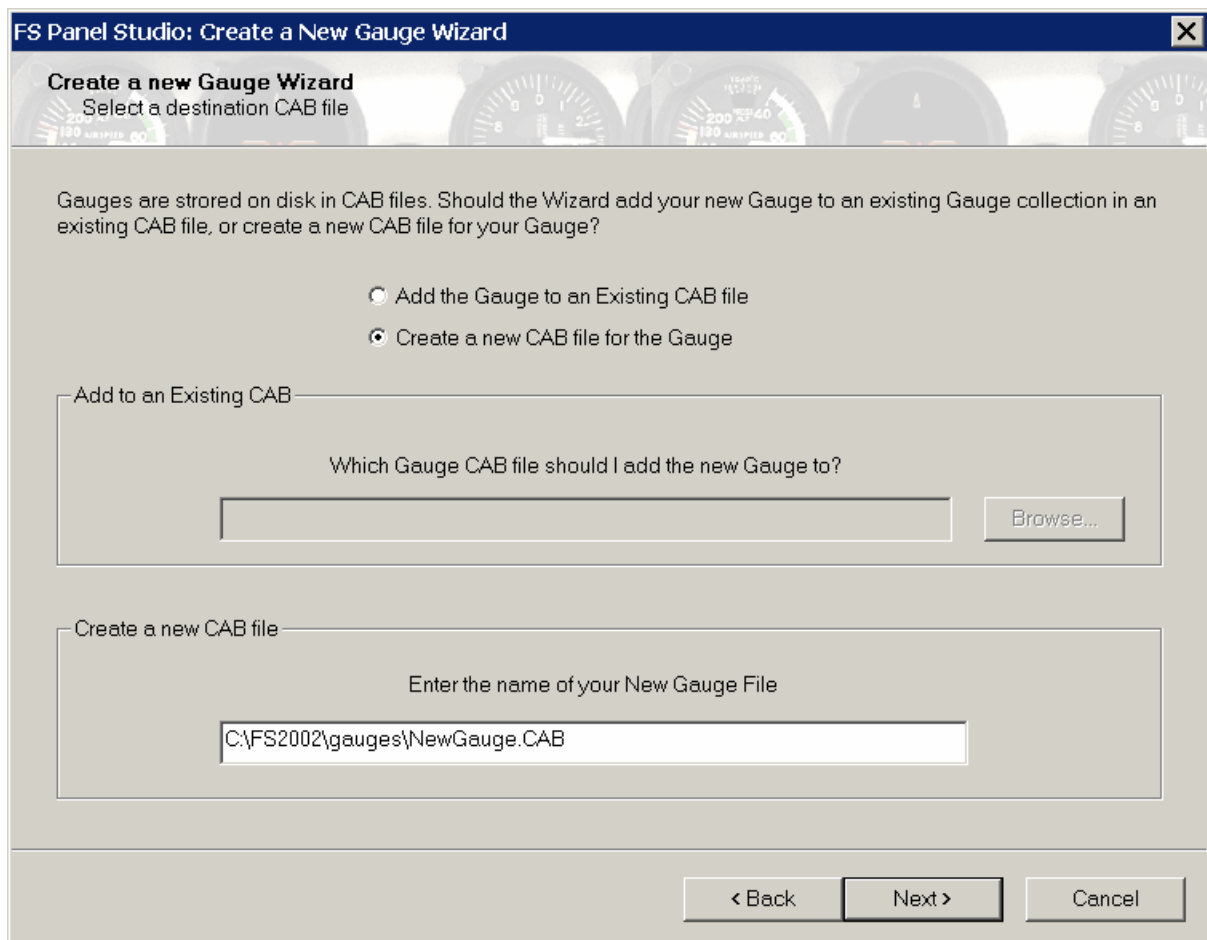 FS Panel Studio: Create a New Gauge Wizard
Create a new Gauge Wizard
Select a destination CAB file
Gauges are strored on disk in CAB files. Should the Wizard add your new Gauge to an existing Gauge collection in an
existing CAB file, or create a new CAB file for your Gauge?
Add the Gauge to an Existing CAB file
Create a new CAB file for the Gauge
Add to an Existing CAB
Which Gauge CAB file should I add the new Gauge to?
Browse...
Create a new CAB file
Enter the name of your New Gauge File
C:\FS2002\gauges\NewGauge.CAB
< Back
Next >
Cancel